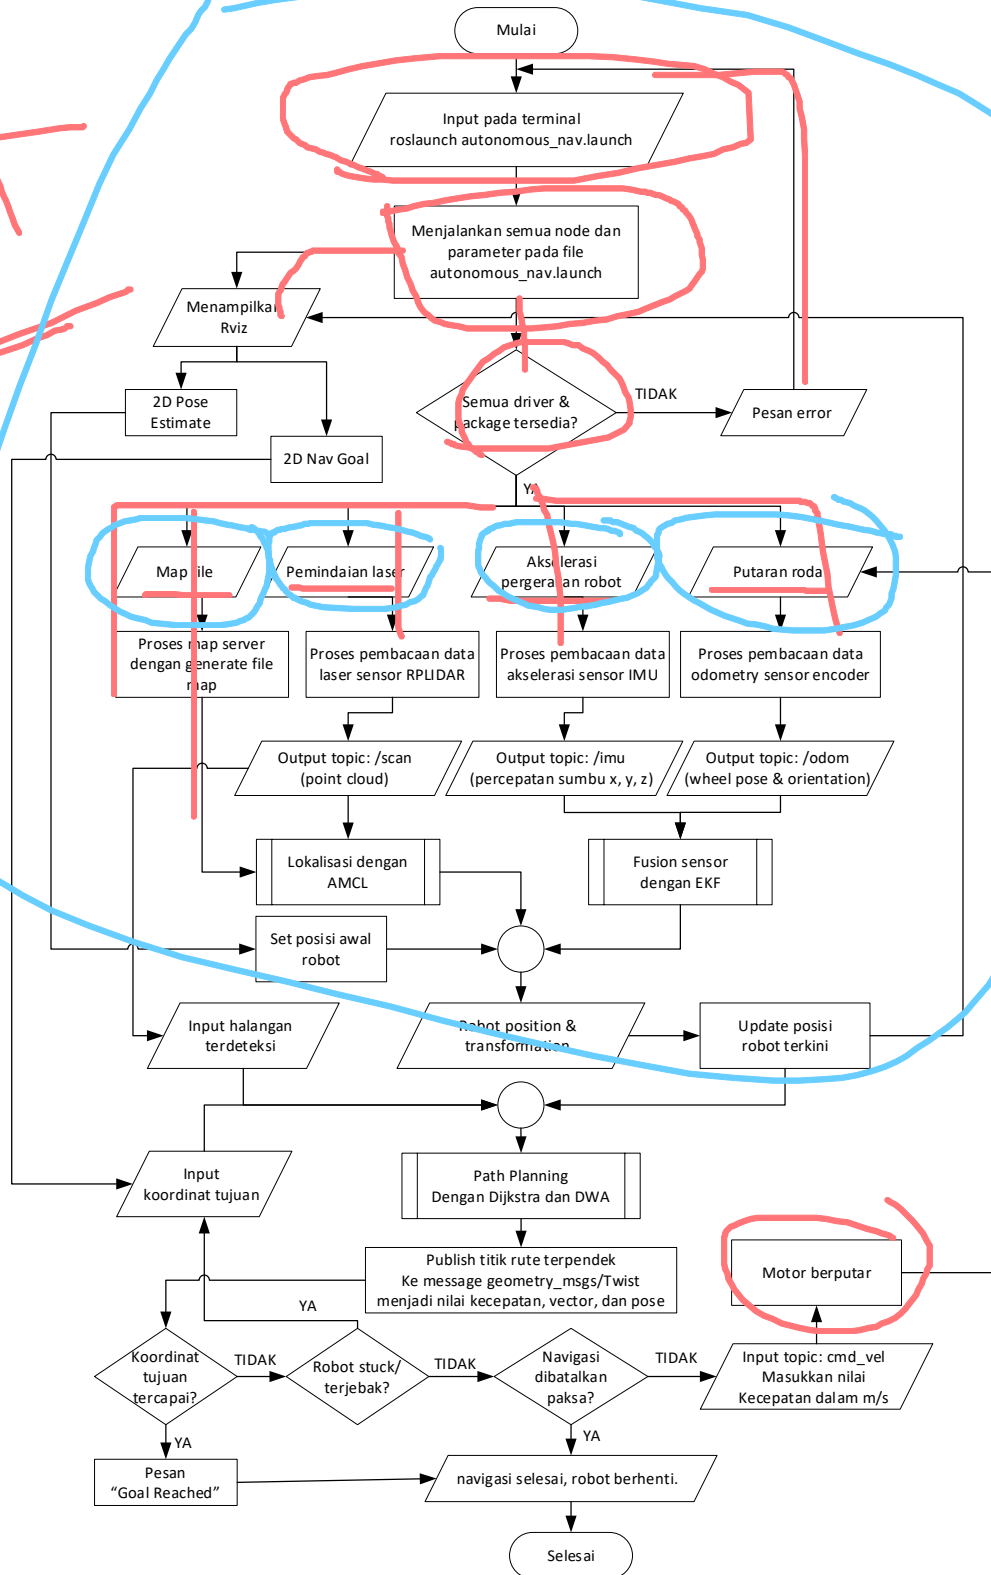 Mulai
Input pada terminal
roslaunch autonomous_nav.launch
Menjalankan semua node dan
parameter pada file
autonomous_nav.launch
Menampilkan
Rviz
2D Pose
Estimate
2D Nav Goal
Semua driver &
package tersedia?
TIDAK
Pesan error
YA
Map file
Pemindaian laser
Akselerasi
pergerakan robot
Putaran roda
Proses map server
dengan generate file
map
Proses pembacaan data
laser sensor RPLIDAR
Proses pembacaan data
akselerasi sensor IMU
Proses pembacaan data
odometry sensor encoder
Output topic: /scan
(point cloud)
Output topic: /imu
(percepatan sumbu x, y, z)
Output topic: /odom
(wheel pose & orientation)
Lokalisasi dengan
AMCL
Fusion sensor
dengan EKF
Set posisi awal
robot
Input halangan
terdeteksi
Robot position &
transformation
Update posisi
robot terkini
Input
koordinat tujuan
Path Planning
Dengan Dijkstra dan DWA
Publish titik rute terpendek
Ke message geometry_msgs/Twist
menjadi nilai kecepatan, vector, dan pose
Motor berputar
YA
Koordinat
tujuan
tercapai?
TIDAK
Robot stuck/
terjebak?
TIDAK
Navigasi
dibatalkan
paksa?
TIDAK
Input topic: cmd_vel
Masukkan nilai
Kecepatan dalam m/s
YA
YA
Pesan
“Goal Reached”
navigasi selesai, robot berhenti.
Selesai